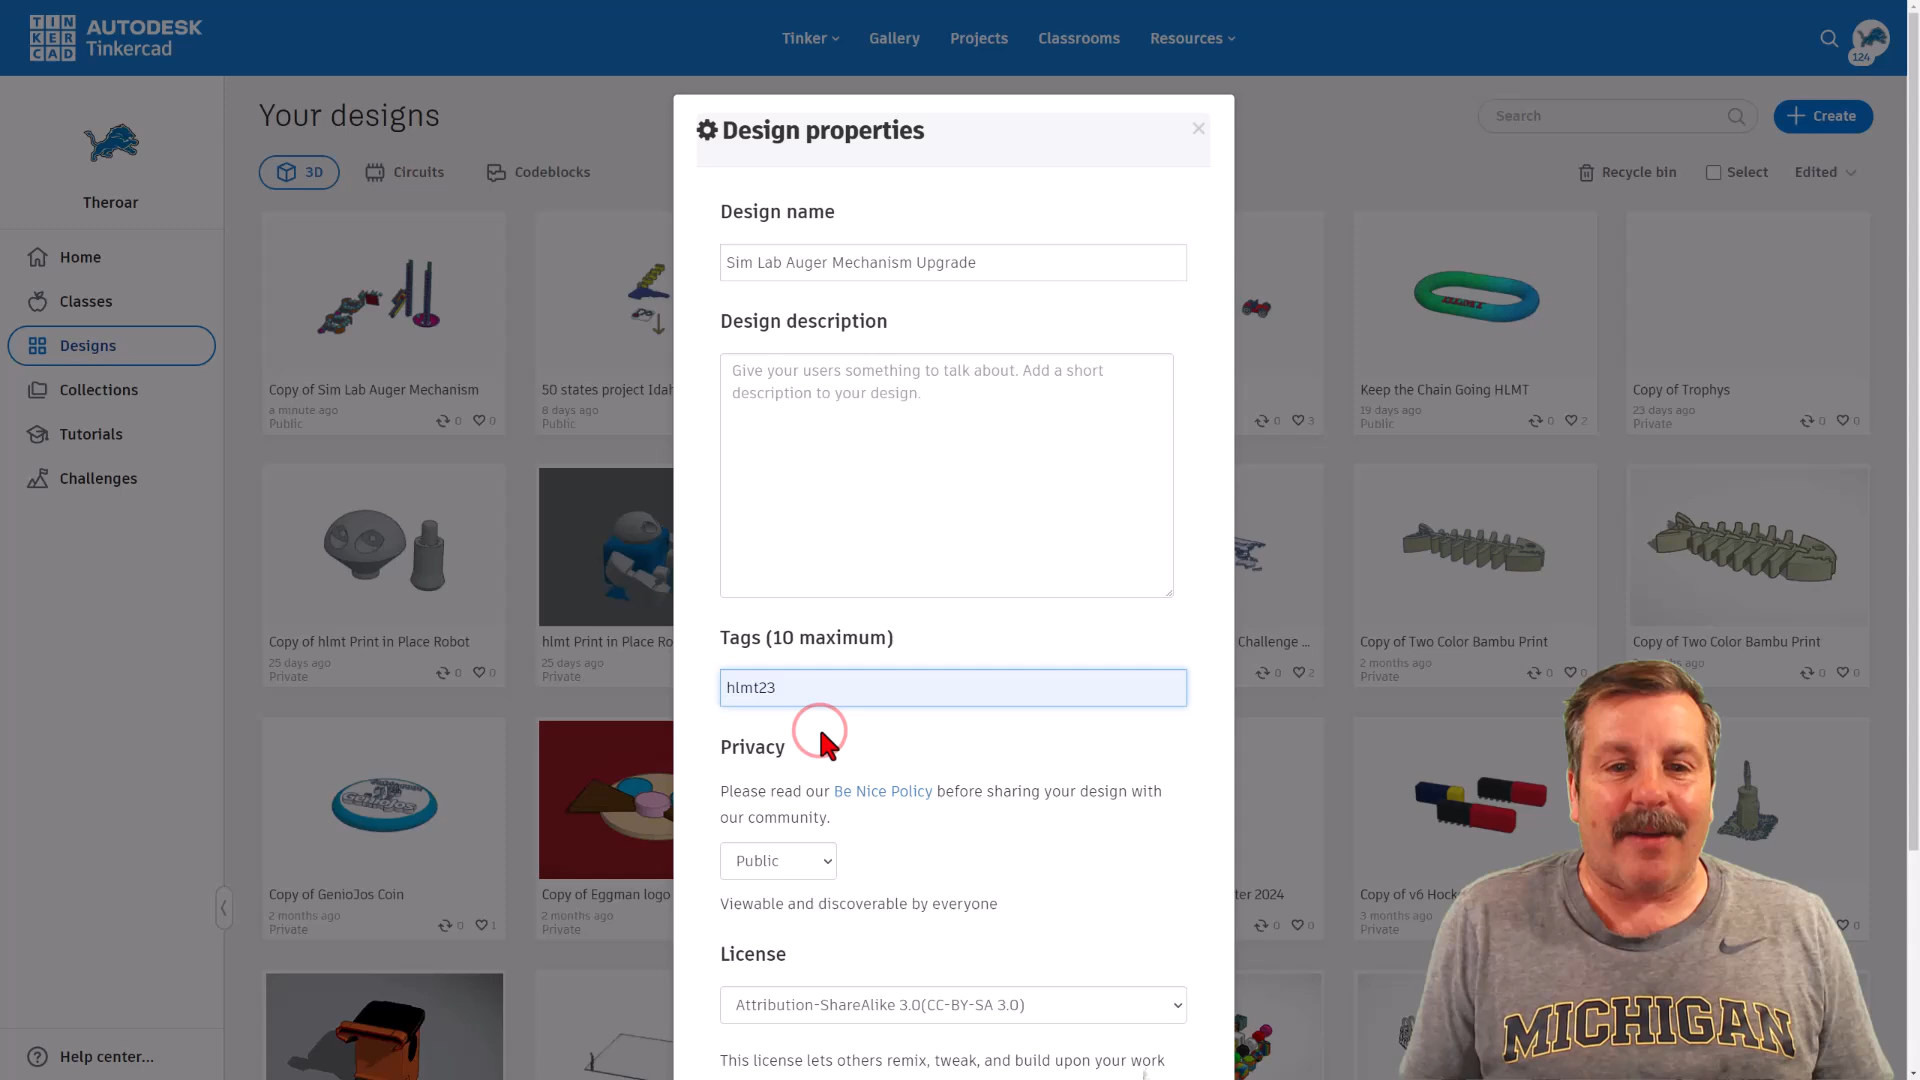 TIN
KER
CAD
AUTODESK
Tinkercad
Tinker
Gallery
Projects
Classrooms
Resources
124
Theroar
Home
Classes
Designs
Collections
Tutorials
Challenges
Help center...
Your designs
Search
Create
3D
Circuits
Codeblocks
Recycle bin
Select
Edited
Copy of Sim Lab Auger Mechanism
a minute ago
Public
0
0
50 states project Idah
8 days ago
Public
0
3
Keep the Chain Going HLMT
19 days ago
Public
0
2
Copy of Trophys
23 days ago
Private
0
0
Copy of hlmt Print in Place Robot
25 days ago
Private
0
0
hlmt Print in Place Ro
25 days ago
Private
Challenge ...
0
2
Copy of Two Color Bambu Print
2 months ago
Private
0
0
Copy of Two Color Bambu Print
months ago
Private
0
0
Copy of GenioJos Coin
2 months ago
Private
0
1
Copy of Eggman logo
2 months ago
Private
ter 2024
0
0
Copy of v6 Hock
3 months ago
Private
0
Design properties
×
Design name
Sim Lab Auger Mechanism Upgrade
Design description
Give your users something to talk about. Add a short
description to your design.
Tags (10 maximum)
hlmt23
Privacy
Please read our Be Nice Policy before sharing your design with
our community.
Public
Viewable and discoverable by everyone
License
Attribution-ShareAlike 3.0(CC-BY-SA 3.0)
This license lets others remix, tweak, and build upon your work
MICHIGAN